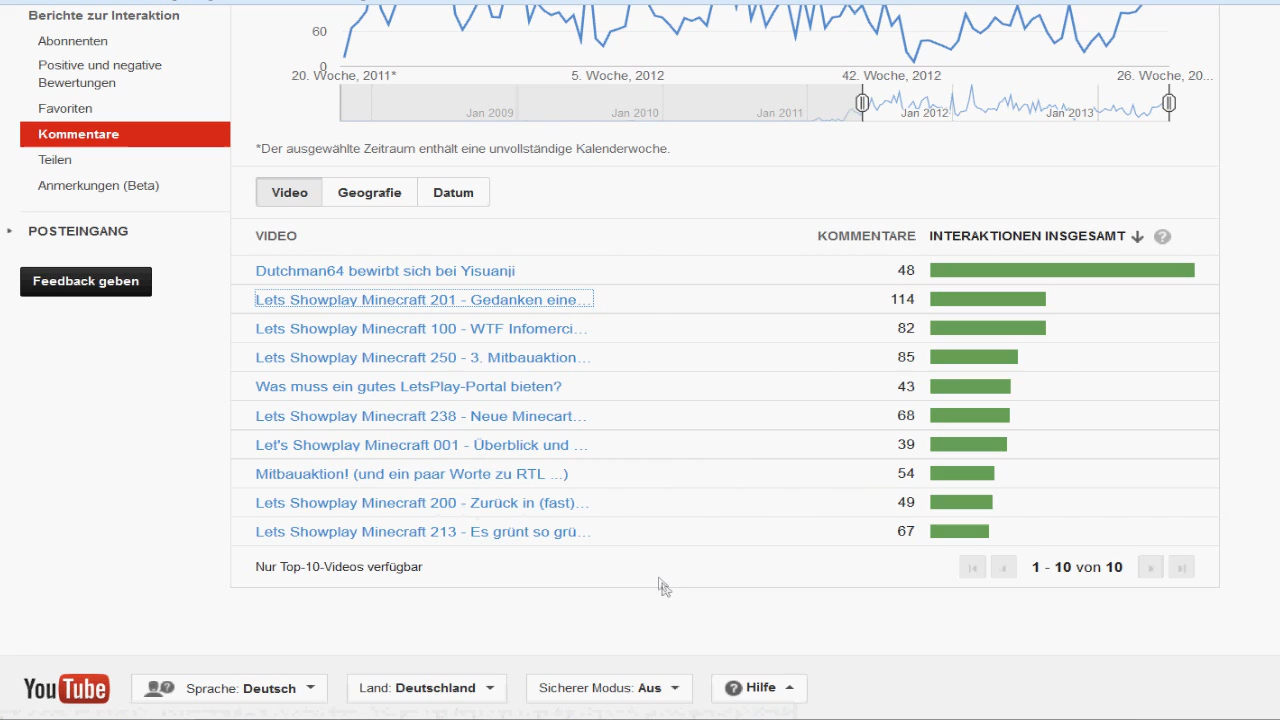 Berichte zur Interaktion
Abonnenten
Positive und negative
Bewertungen
Favoriten
Kommentare
Teilen
Anmerkungen (Beta)
POSTEINGANG
Feedback geben
60
0
20. Woche, 2011*
5. Woche, 2012
42. Woche, 2012
26. Woche, 20...
Jan 2009
Jan 2010
Jan 2011
Jan 2012
Jan 2013
*Der ausgewählte Zeitraum enthält eine unvollständige Kalenderwoche.
Video
Geografie
Datum
VIDEO KOMMENTARE INTERAKTIONEN INSGESAMT ?
Dutchman64 bewirbt sich bei Yisuanji 48
Lets Showplay Minecraft 201 - Gedanken eine... 114
Lets Showplay Minecraft 100 - WTF Infomerci... 82
Lets Showplay Minecraft 250 - 3. Mitbauaktion... 85
Was muss ein gutes LetsPlay-Portal bieten? 43
Lets Showplay Minecraft 238 - Neue Minecart... 68
Let's Showplay Minecraft 001 - Überblick und ... 39
Mitbauaktion! (und ein paar Worte zu RTL ...) 54
Lets Showplay Minecraft 200 - Zurück in (fast)... 49
Lets Showplay Minecraft 213 - Es grünt so grü... 67
Nur Top-10-Videos verfügbar
1 - 10 von 10
YouTube
Sprache: Deutsch
Land: Deutschland
Sicherer Modus: Aus
? Hilfe